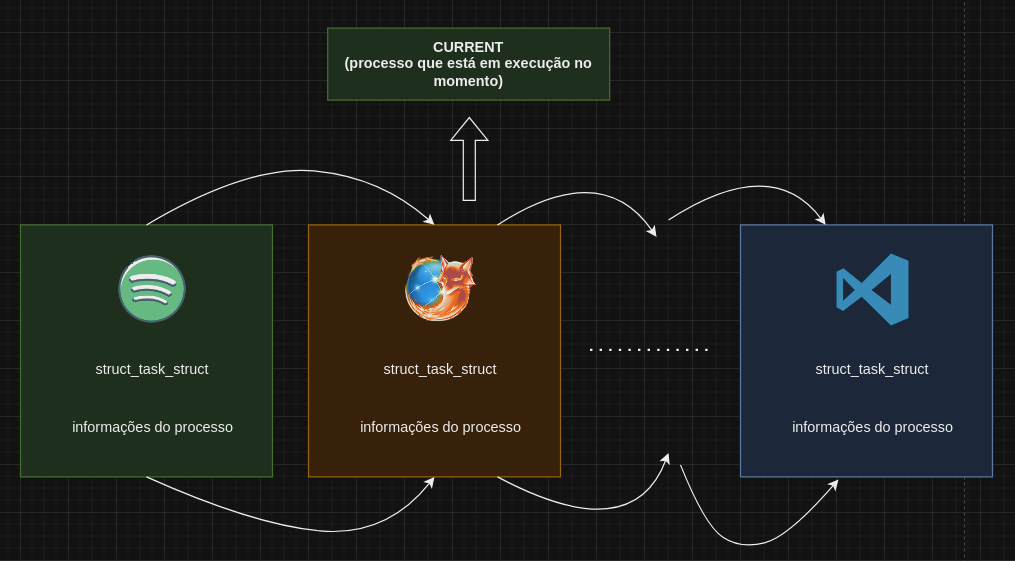 CURRENT
(processo que está em execução no
momento)
struct_task_struct
struct_task_struct
struct_task_struct
informações do processo
informações do processo
informações do processo